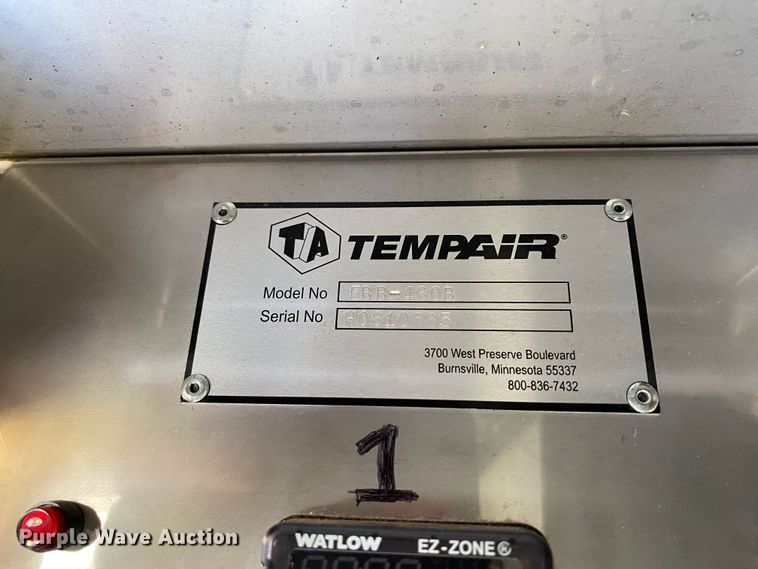 TA TEMPAIR®
Model No
Serial No
3700 West Preserve Boulevard
Burnsville, Minnesota 55337
800-836-7432
1
Purple Wave Auction
WATLOW EZ-ZONE®